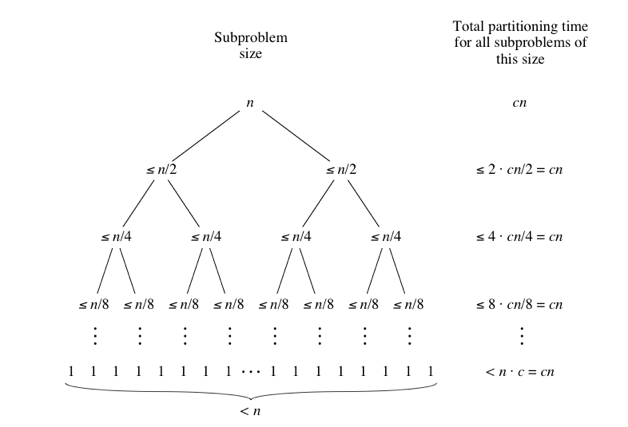 Subproblem
size
Total partitioning time
for all subproblems of
this size
n
cn
≤ n/2 ≤ n/2
≤ 2 · cn/2 = cn
≤ n/4 ≤ n/4 ≤ n/4 ≤ n/4
≤ 4 · cn/4 = cn
≤ n/8 ≤ n/8 ≤ n/8 ≤ n/8 ≤ n/8 ≤ n/8 ≤ n/8 ≤ n/8
≤ 8 · cn/8 = cn
⋮ ⋮ ⋮ ⋮ ⋮ ⋮ ⋮ ⋮
⋮
1 1 1 1 1 1 1 1 1 ··· 1 1 1 1 1 1 1 1
< n · c = cn
< n